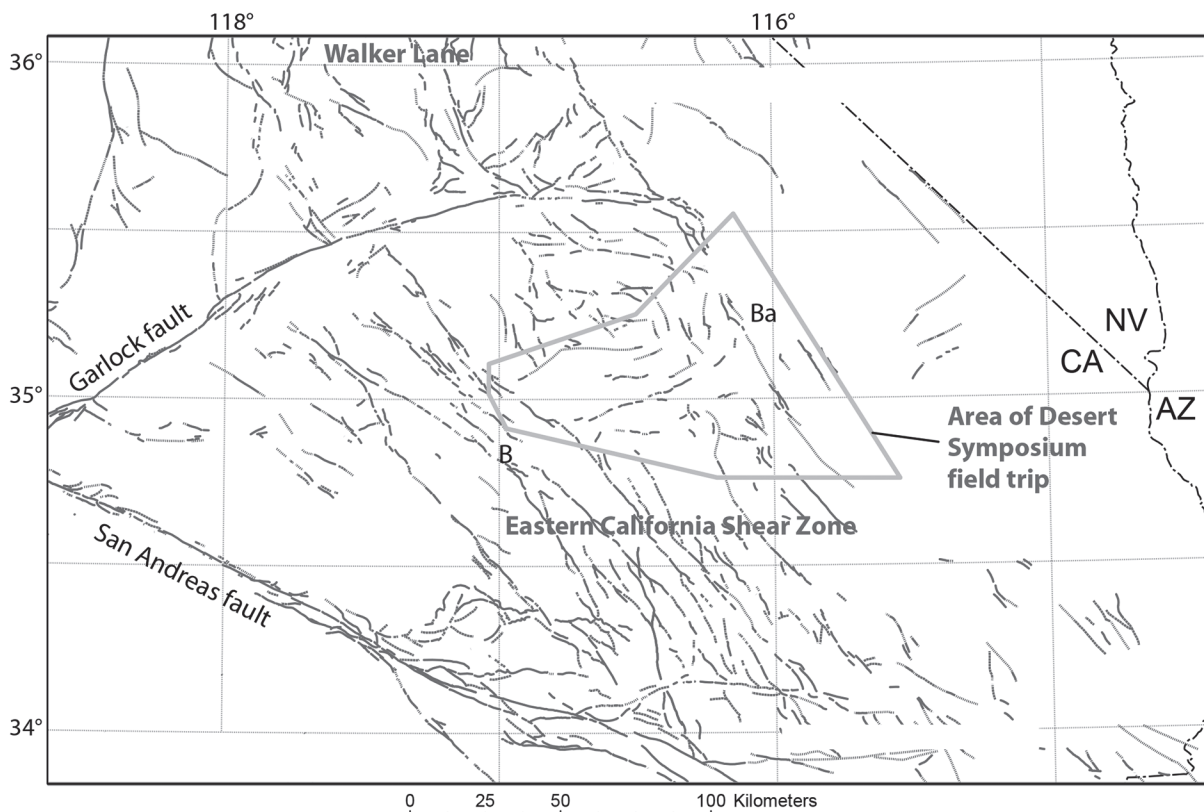 118°
116°
36°
Walker Lane
Ba
NV
Garlock fault
CA
35°
AZ
Area of Desert
Symposium
field trip
B
Eastern California Shear Zone
San Andreas fault
34°
0 25 50 100 Kilometers